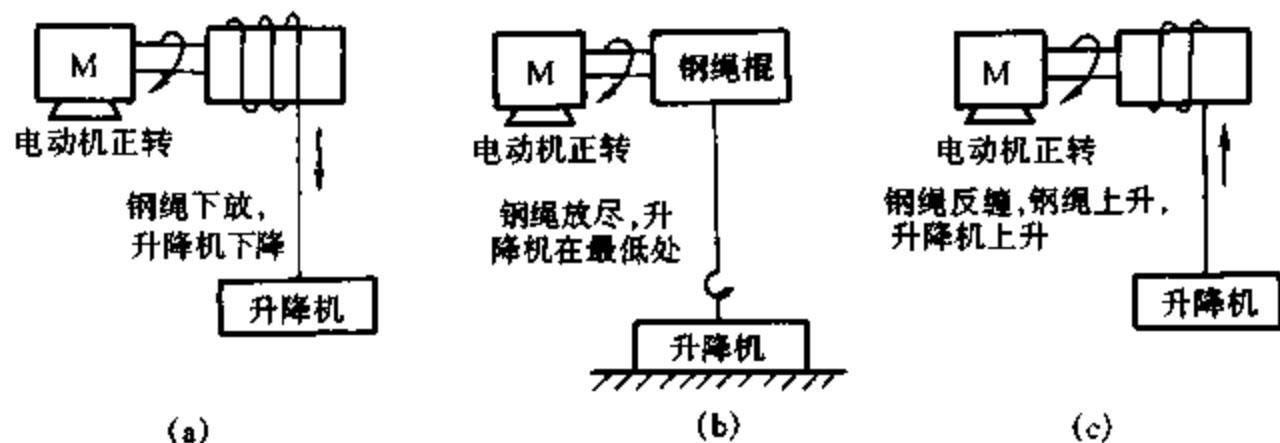 M
电动机正转
钢绳下放,
升降机下降
升降机
(a)
M
钢绳棍
电动机正转
钢绳放尽,升
降机在最低处
升降机
(b)
M
电动机正转
钢绳反缠,钢绳上升,
升降机上升
升降机
(c)